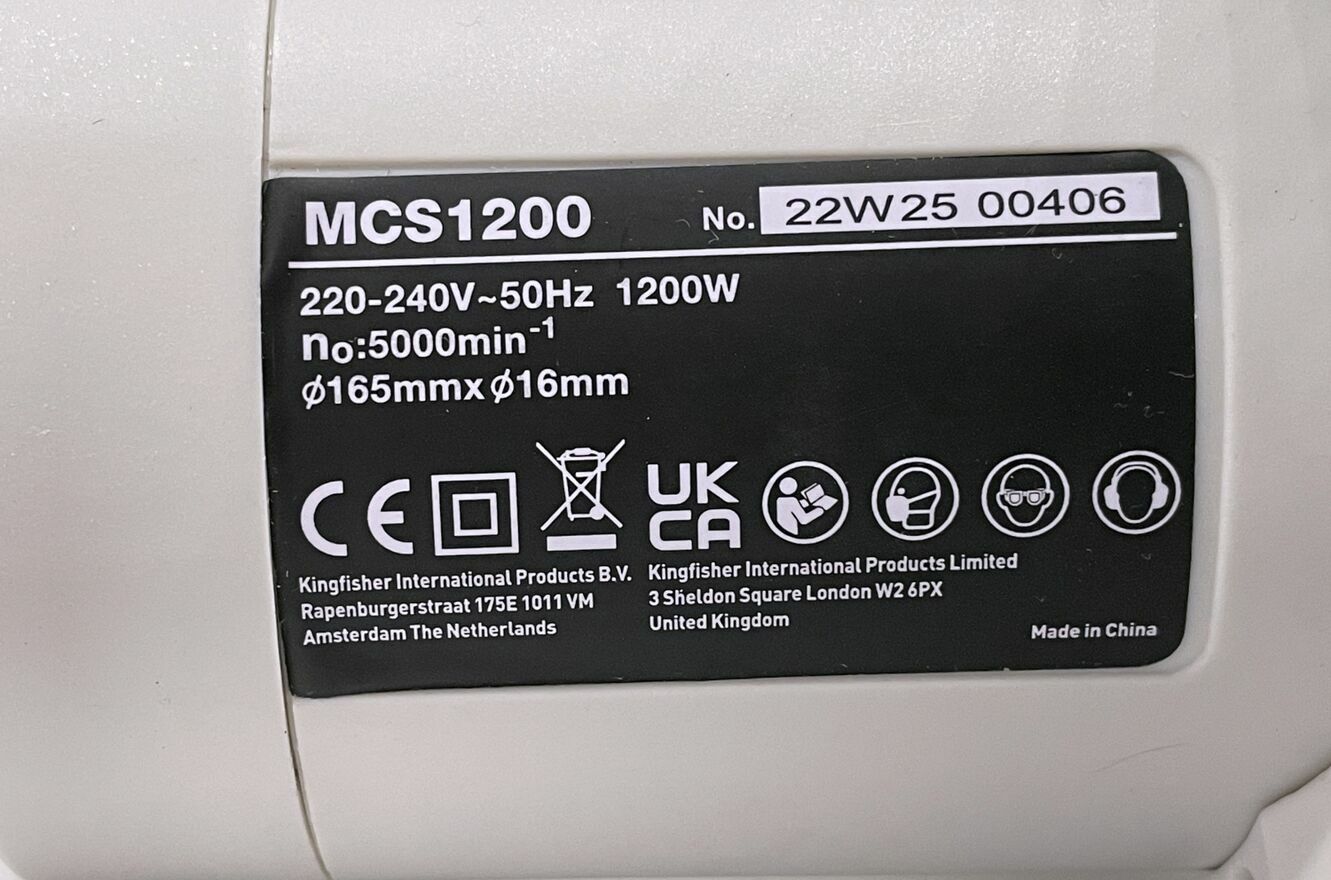 MCS1200 No. 22W25 00406
220-240V~50Hz 1200W
no:5000min-1
ϕ165mmxϕ16mm
CE UK
CA
Kingfisher International Products B.V.
Rapenburgerstraat 175E 1011 VM
Amsterdam The Netherlands
Kingfisher International Products Limited
3 Sheldon Square London W2 6PX
United Kingdom
Made in China